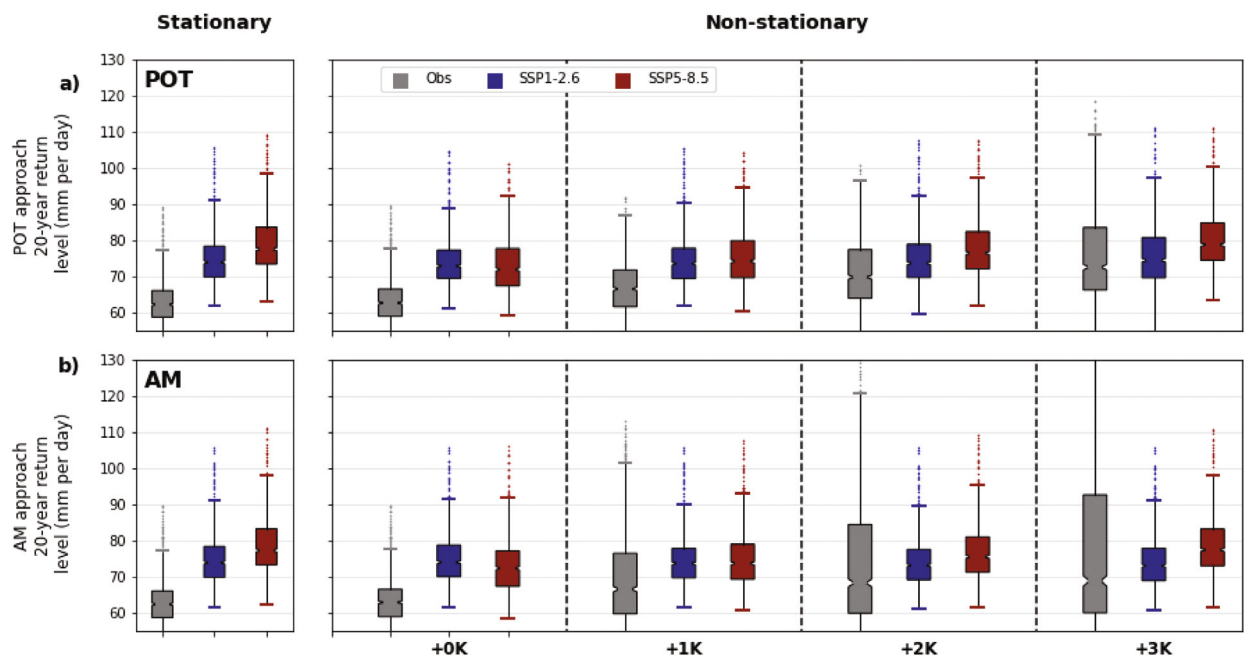 Stationary
Non-stationary
a)
POT
Obs
SSP1-2.6
SSP5-8.5
POT approach
20-year return
level (mm per day)
130
120
110
100
90
80
70
60
b)
AM
AM approach
20-year return
level (mm per day)
130
120
110
100
90
80
70
60
+0K
+1K
+2K
+3K